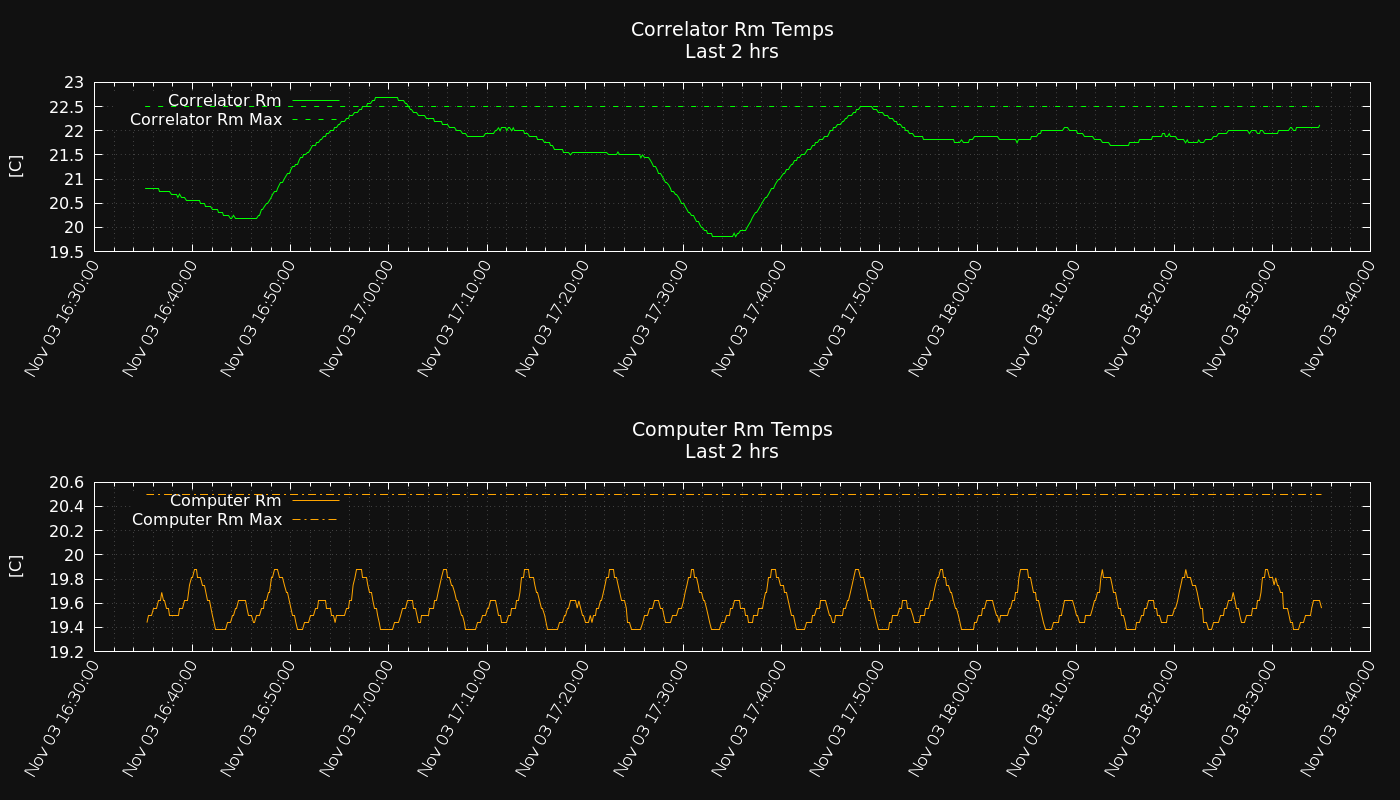 Correlator Rm Temps
Last 2 hrs
23
22.5
22
21.5
21
20.5
20
19.5
[C]
Correlator Rm
Correlator Rm Max
Nov 03 16:30:00
Nov 03 16:40:00
Nov 03 16:50:00
Nov 03 17:00:00
Nov 03 17:10:00
Nov 03 17:20:00
Nov 03 17:30:00
Nov 03 17:40:00
Nov 03 17:50:00
Nov 03 18:00:00
Nov 03 18:10:00
Nov 03 18:20:00
Nov 03 18:30:00
Nov 03 18:40:00
Computer Rm Temps
Last 2 hrs
20.6
20.4
20.2
20
19.8
19.6
19.4
19.2
[C]
Computer Rm
Computer Rm Max
Nov 03 16:30:00
Nov 03 16:40:00
Nov 03 16:50:00
Nov 03 17:00:00
Nov 03 17:10:00
Nov 03 17:20:00
Nov 03 17:30:00
Nov 03 17:40:00
Nov 03 17:50:00
Nov 03 18:00:00
Nov 03 18:10:00
Nov 03 18:20:00
Nov 03 18:30:00
Nov 03 18:40:00